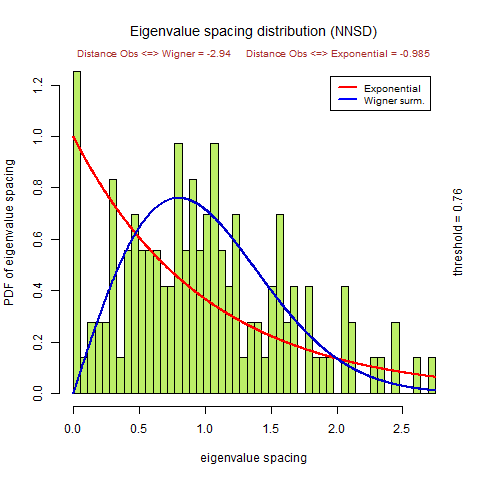 Eigenvalue spacing distribution (NNSD)
Distance Obs <=> Wigner = -2.94 Distance Obs <=> Exponential = -0.985
Exponential
Wigner surm.
PDF of eigenvalue spacing
1.2
1.0
0.8
0.6
0.4
0.2
0.0
threshold = 0.76
0.0 0.5 1.0 1.5 2.0 2.5
eigenvalue spacing